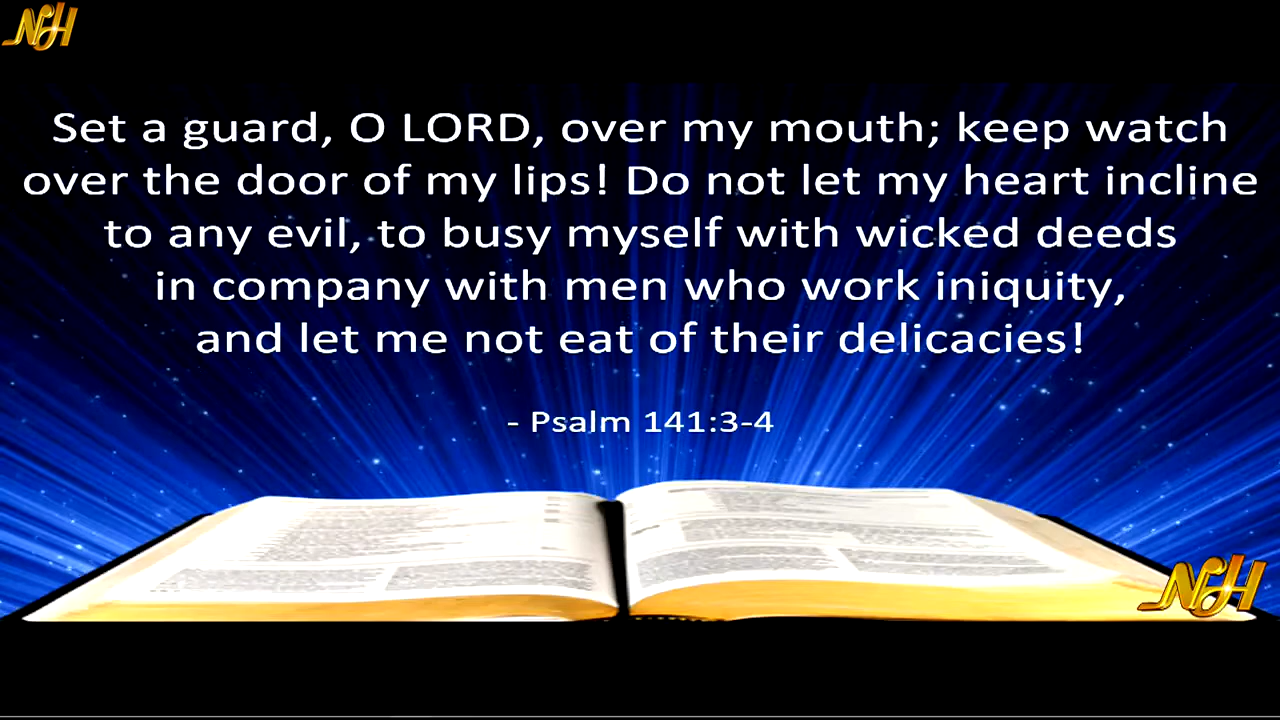 NH
Set a guard, O LORD, over my mouth; keep watch
over the door of my lips! Do not let my heart incline
to any evil, to busy myself with wicked deeds
in company with men who work iniquity,
and let me not eat of their delicacies!
- Psalm 141:3-4
NH